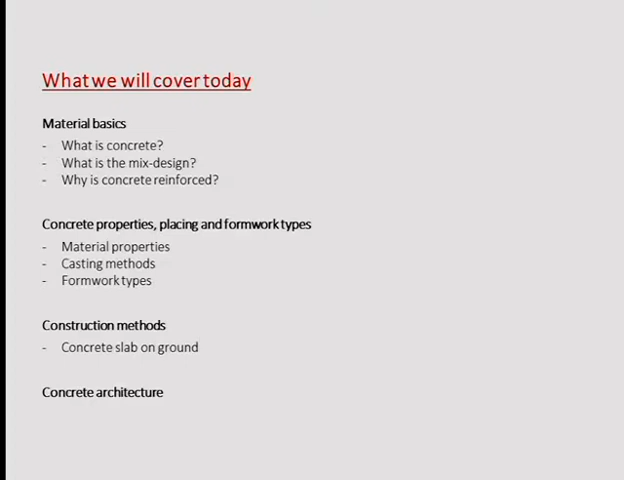 What we will cover today
Material basics
- What is concrete?
- What is the mix-design?
- Why is concrete reinforced?
Concrete properties, placing and formwork types
- Material properties
- Casting methods
- Formwork types
Construction methods
- Concrete slab on ground
Concrete architecture